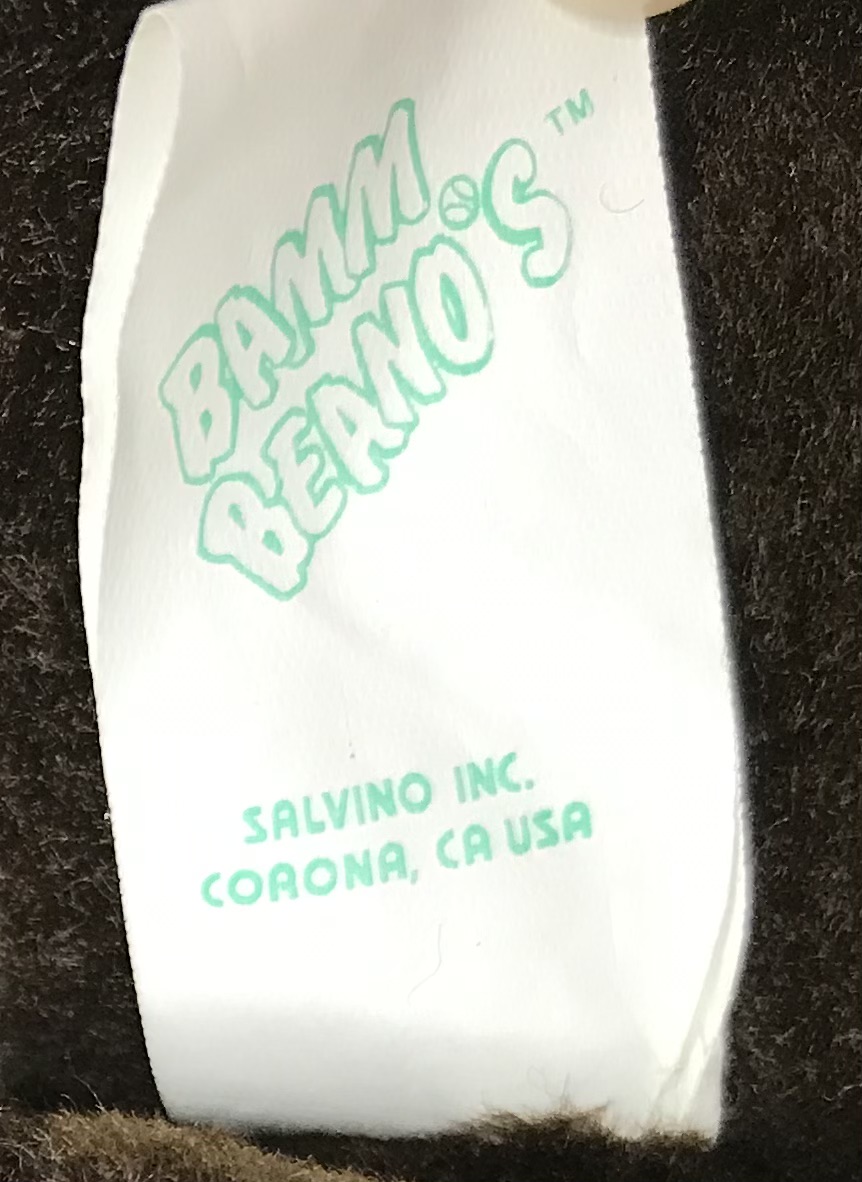 BAMM
BEANO'S™
SALVINO INC.
CORONA, CA USA